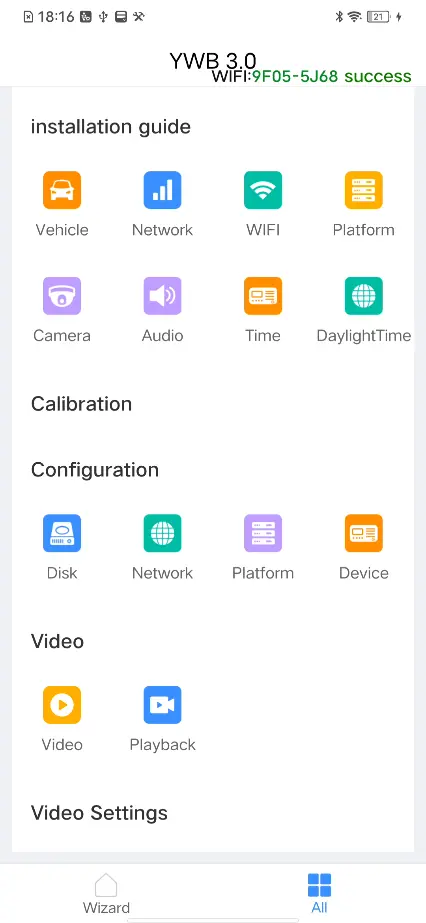 18:16
21
YWB 3.0
WIFI:9F05-5J68 success
installation guide
Vehicle Network WIFI Platform
Camera Audio Time DaylightTime
Calibration
Configuration
Disk Network Platform Device
Video
Video Playback
Video Settings
Wizard All